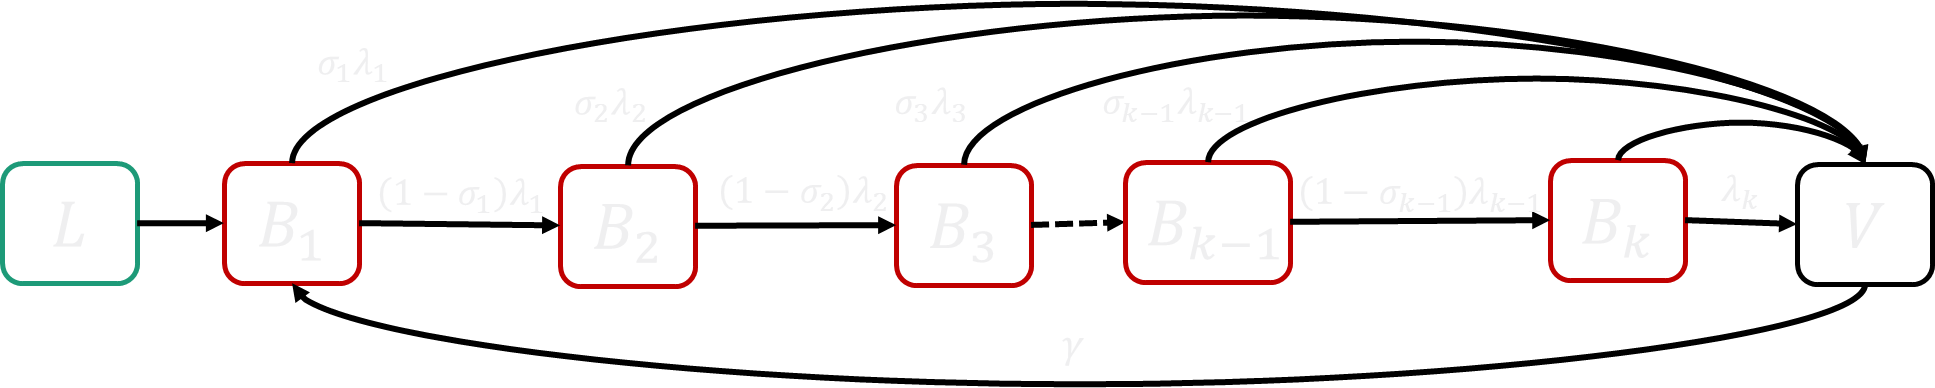 σ₁λ₁
σ₂λ₂
σ₃λ₃
σₖ₋₁λₖ₋₁
L
B₁
(1 − σ₁)λ₁
B₂
(1 − σ₂)λ₂
B₃
Bₖ₋₁
(1 − σₖ₋₁)λₖ₋₁
Bₖ
λₖ
V
γ